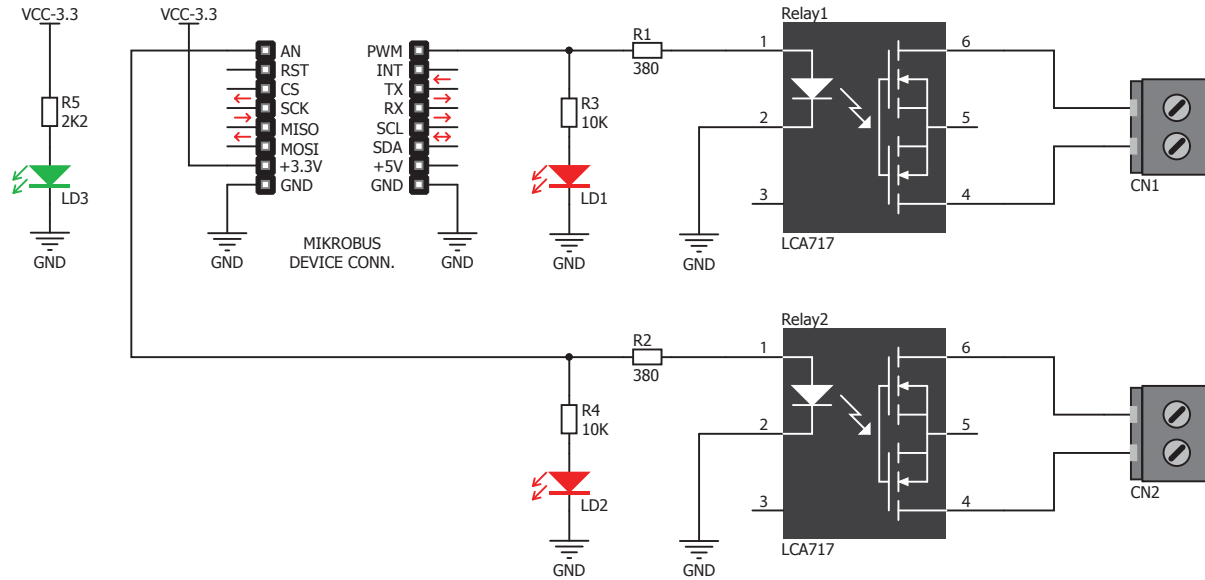 VCC-3.3
R5
2K2
LD3
GND
VCC-3.3
AN
RST
CS
SCK
MISO
MOSI
+3.3V
GND
PWM
INT
TX
RX
SCL
SDA
+5V
GND
GND
MIKROBUS
DEVICE CONN.
GND
R3
10K
LD1
GND
R1
380
Relay1
1
2
3
6
5
4
LCA717
GND
CN1
R4
10K
LD2
GND
R2
380
Relay2
1
2
3
6
5
4
LCA717
GND
CN2